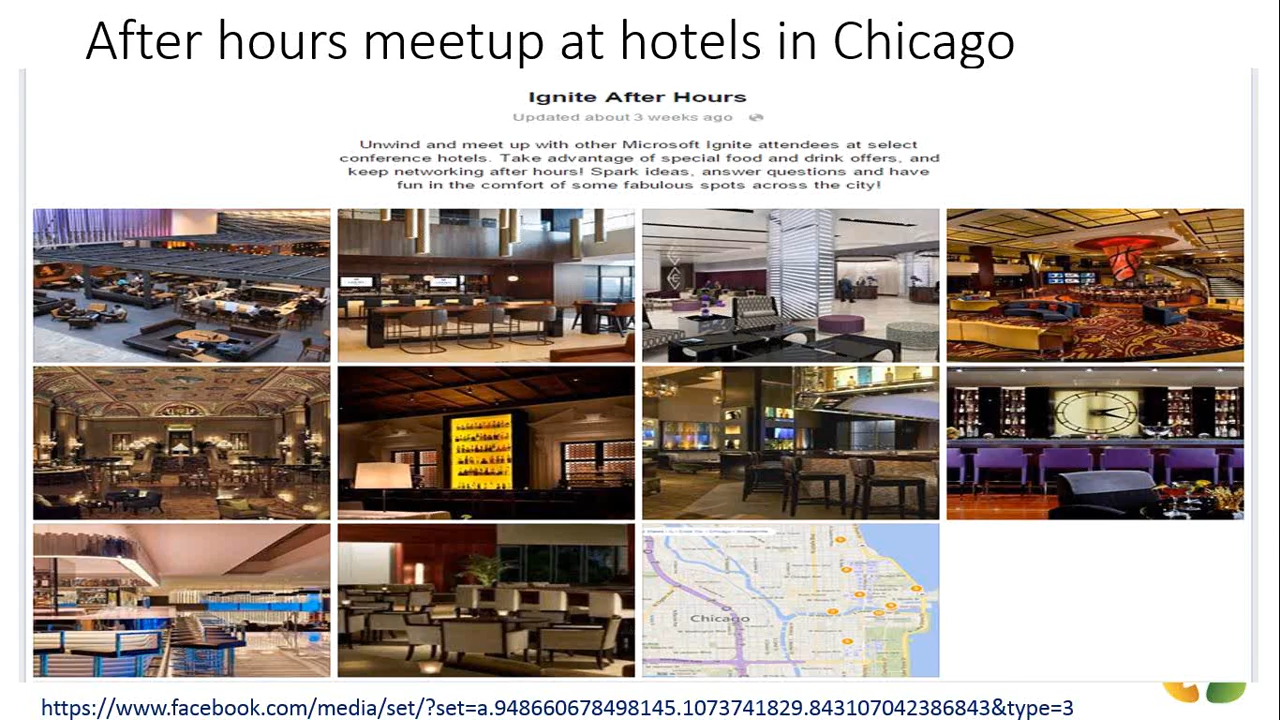 After hours meetup at hotels in Chicago
Ignite After Hours
Updated about 3 weeks ago
Unwind and meet up with other Microsoft Ignite attendees at select
conference hotels. Take advantage of special food and drink offers, and
keep networking after hours! Spark ideas, answer questions and have
fun in the comfort of some fabulous spots across the city!
Chicago
https://www.facebook.com/media/set/?set=a.948660678498145.1073741829.843107042386843&type=3